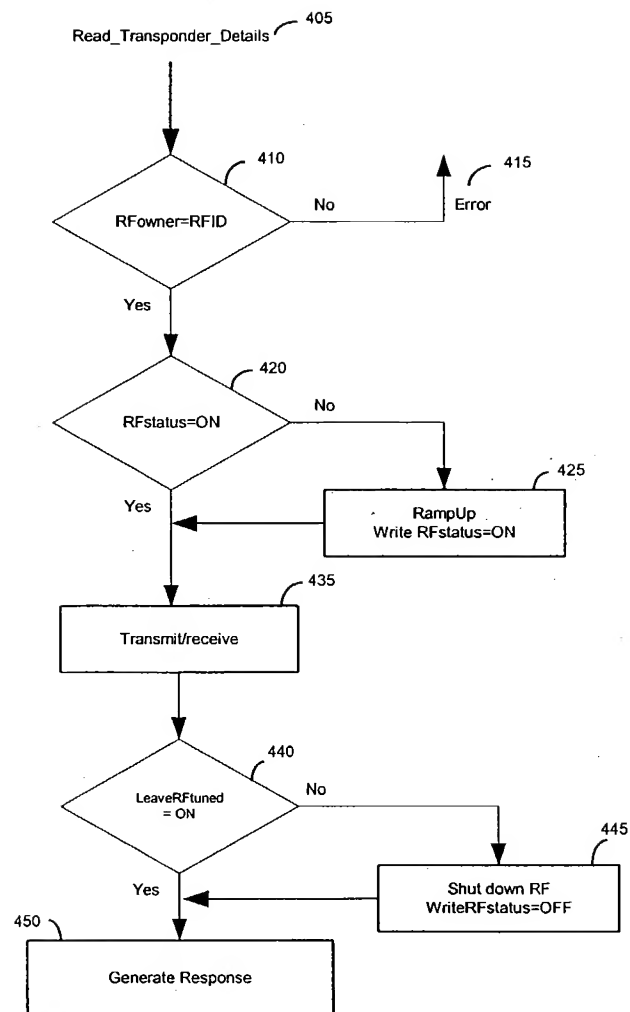 405
Read_Transponder_Details
410
415
RFowner=RFID
No
Error
Yes
420
RFstatus=ON
No
425
Yes
RampUp
Write RFstatus=ON
435
Transmit/receive
440
LeaveRFtuned
= ON
No
445
Yes
Shut down RF
WriteRFstatus=OFF
450
Generate Response